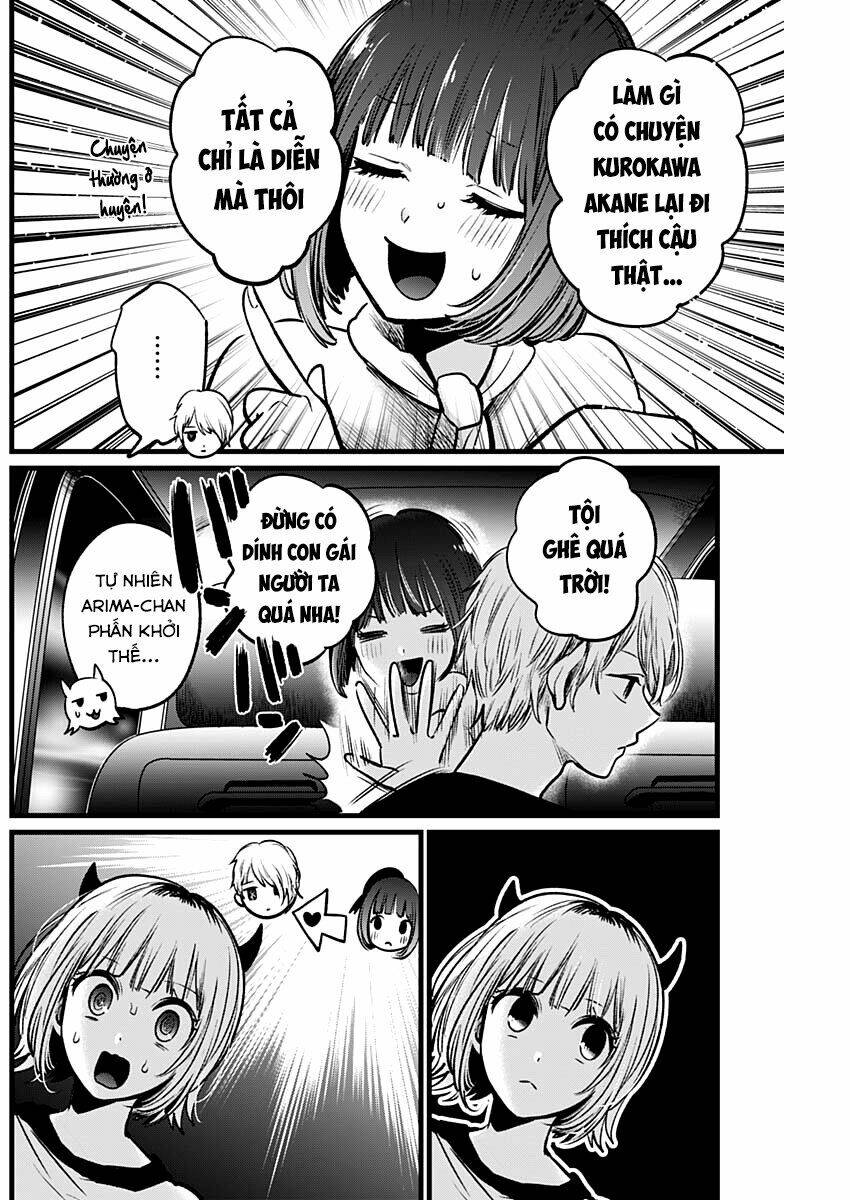 LÀM GÌ
CÓ CHUYỆN
KUROKAWA
AKANE LẠI ĐI
THÍCH CẬU
THẬT...
TẤT CẢ
CHỈ LÀ DIỄN
MÀ THÔI
Chuyện
thường ở
huyện!
......
TỘI
GHÊ QUÁ
TRỜI!
ĐỪNG CÓ
DÍNH CON GÁI
NGƯỜI TA
QUÁ NHA!
TỰ NHIÊN
ARIMA-CHAN
PHẤN KHỞI
THẾ...